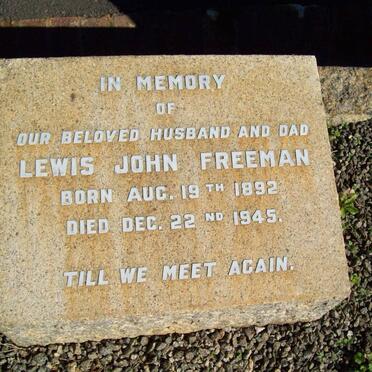 IN MEMORY
OF
OUR BELOVED HUSBAND AND DAD
LEWIS JOHN FREEMAN
BORN AUG. 19TH 1892
DIED DEC. 22ND 1945.
TILL WE MEET AGAIN.